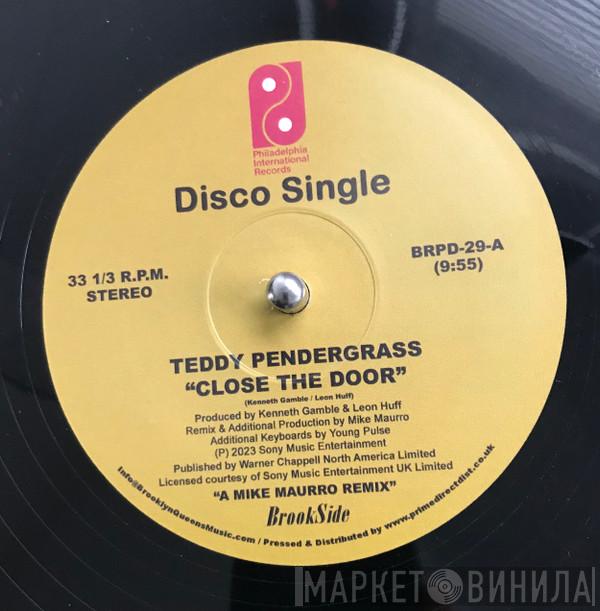 Philadelphia
International
Records
Disco Single
33 1/3 R.P.M.
STEREO
BRPD-29-A
(9:55)
TEDDY PENDERGRASS
“CLOSE THE DOOR”
(Kenneth Gamble / Leon Huff)
Produced by Kenneth Gamble & Leon Huff
Remix & Additional Production by Mike Maurro
Additional Keyboards by Young Pulse
(P) 2023 Sony Music Entertainment
Published by Warner Chappell North America Limited
Licensed courtesy of Sony Music Entertainment UK Limited
“A MIKE MAURRO REMIX”
BrookSide
Info@BrooklynQueensMusic.com / Pressed & Distributed by www.primedirectdist.co.uk
МАРКЕТ ВИНИЛА